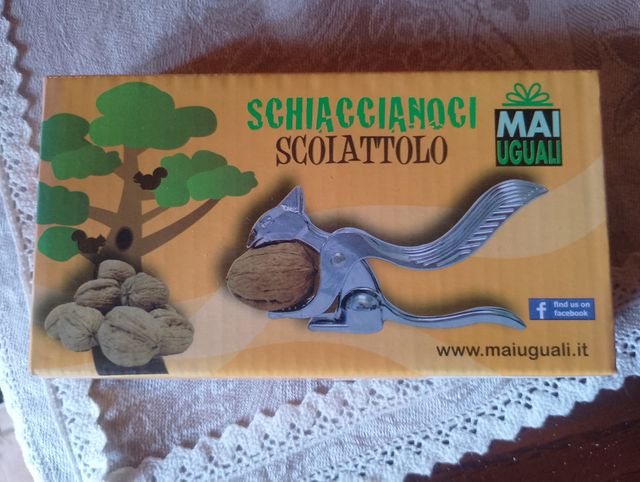 SCHIACCIANOCI
SCOIATTOLO
MAI
UGUALI
f find us on
facebook
www.maiuguali.it